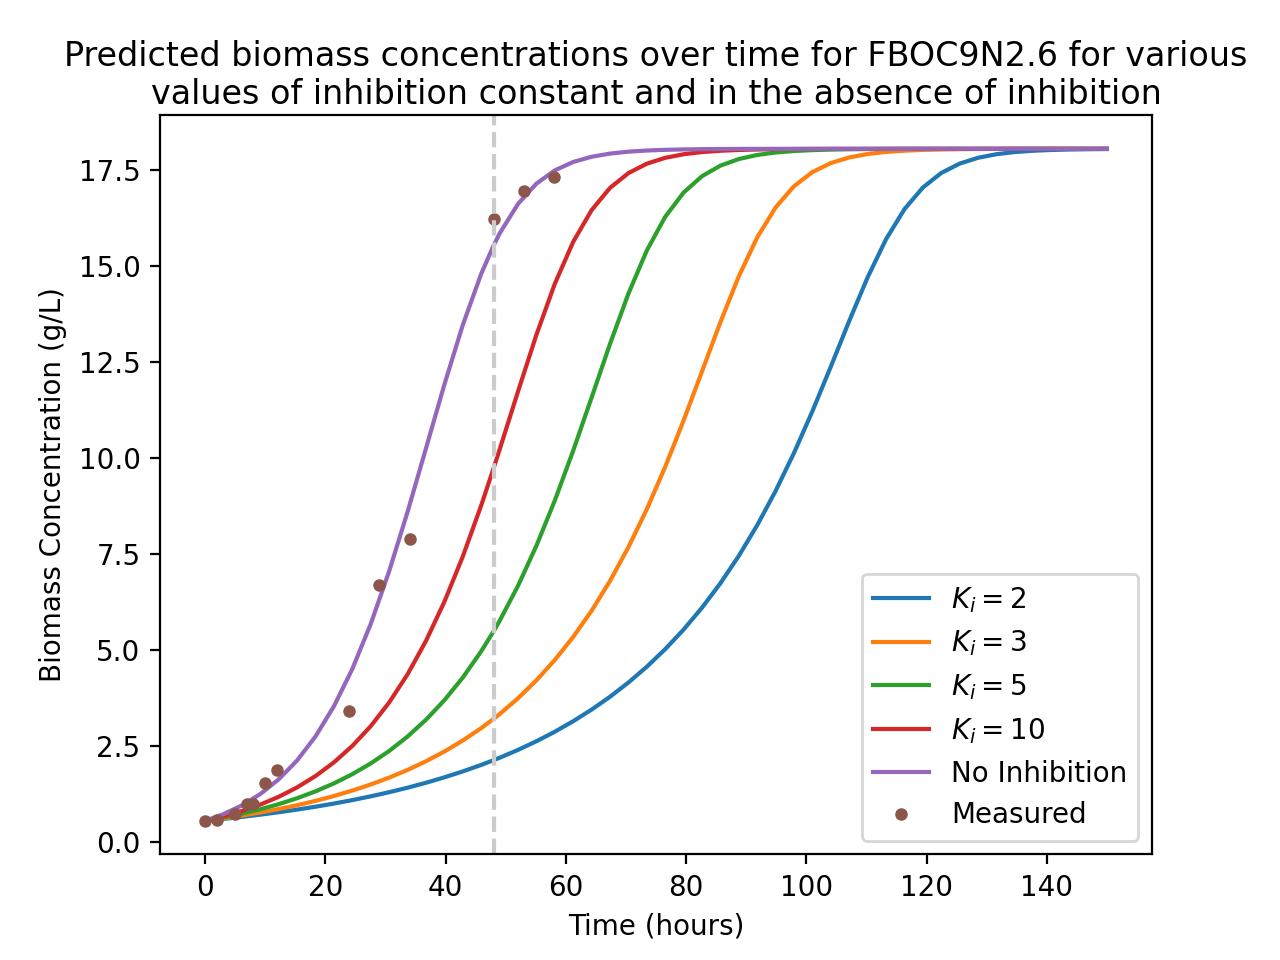 Predicted biomass concentrations over time for FBOC9N2.6 for various
values of inhibition constant and in the absence of inhibition
Biomass Concentration (g/L)
17.5
15.0
12.5
10.0
7.5
5.0
2.5
0.0
K_i = 2
K_i = 3
K_i = 5
K_i = 10
No Inhibition
Measured
0 20 40 60 80 100 120 140
Time (hours)